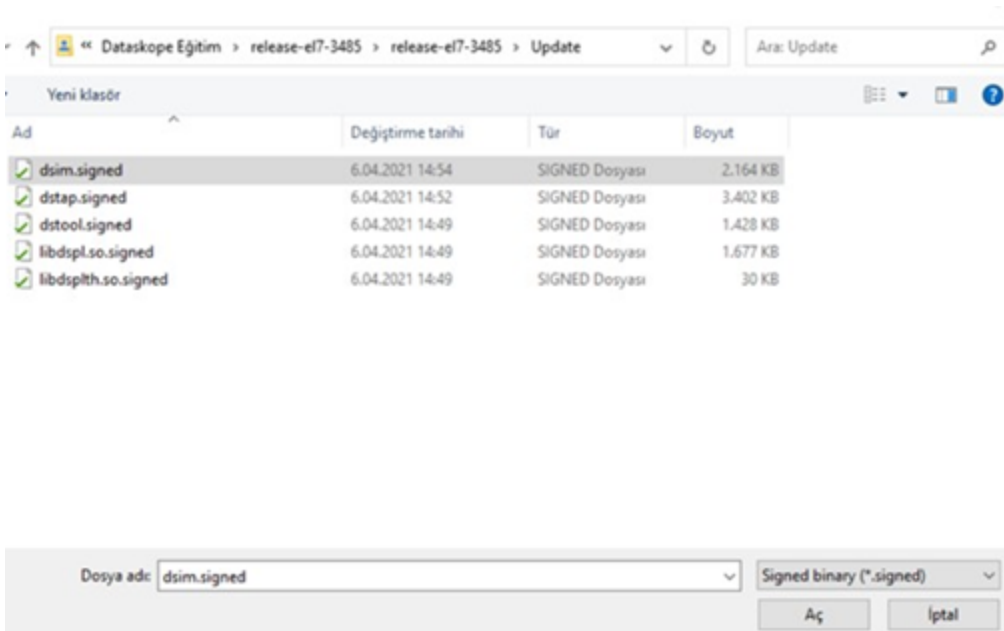 « Dataskope Eğitim › release-el7-3485 › release-el7-3485 › Update Ara: Update
Yeni klasör
Ad Değiştirme tarihi Tür Boyut
dsim.signed 6.04.2021 14:54 SIGNED Dosyası 2.164 KB
dstap.signed 6.04.2021 14:52 SIGNED Dosyası 3.402 KB
dstool.signed 6.04.2021 14:49 SIGNED Dosyası 1.428 KB
libdspl.so.signed 6.04.2021 14:49 SIGNED Dosyası 1.677 KB
libdsplth.so.signed 6.04.2021 14:49 SIGNED Dosyası 30 KB
Dosya adı: dsim.signed Signed binary (*.signed)
Aç İptal